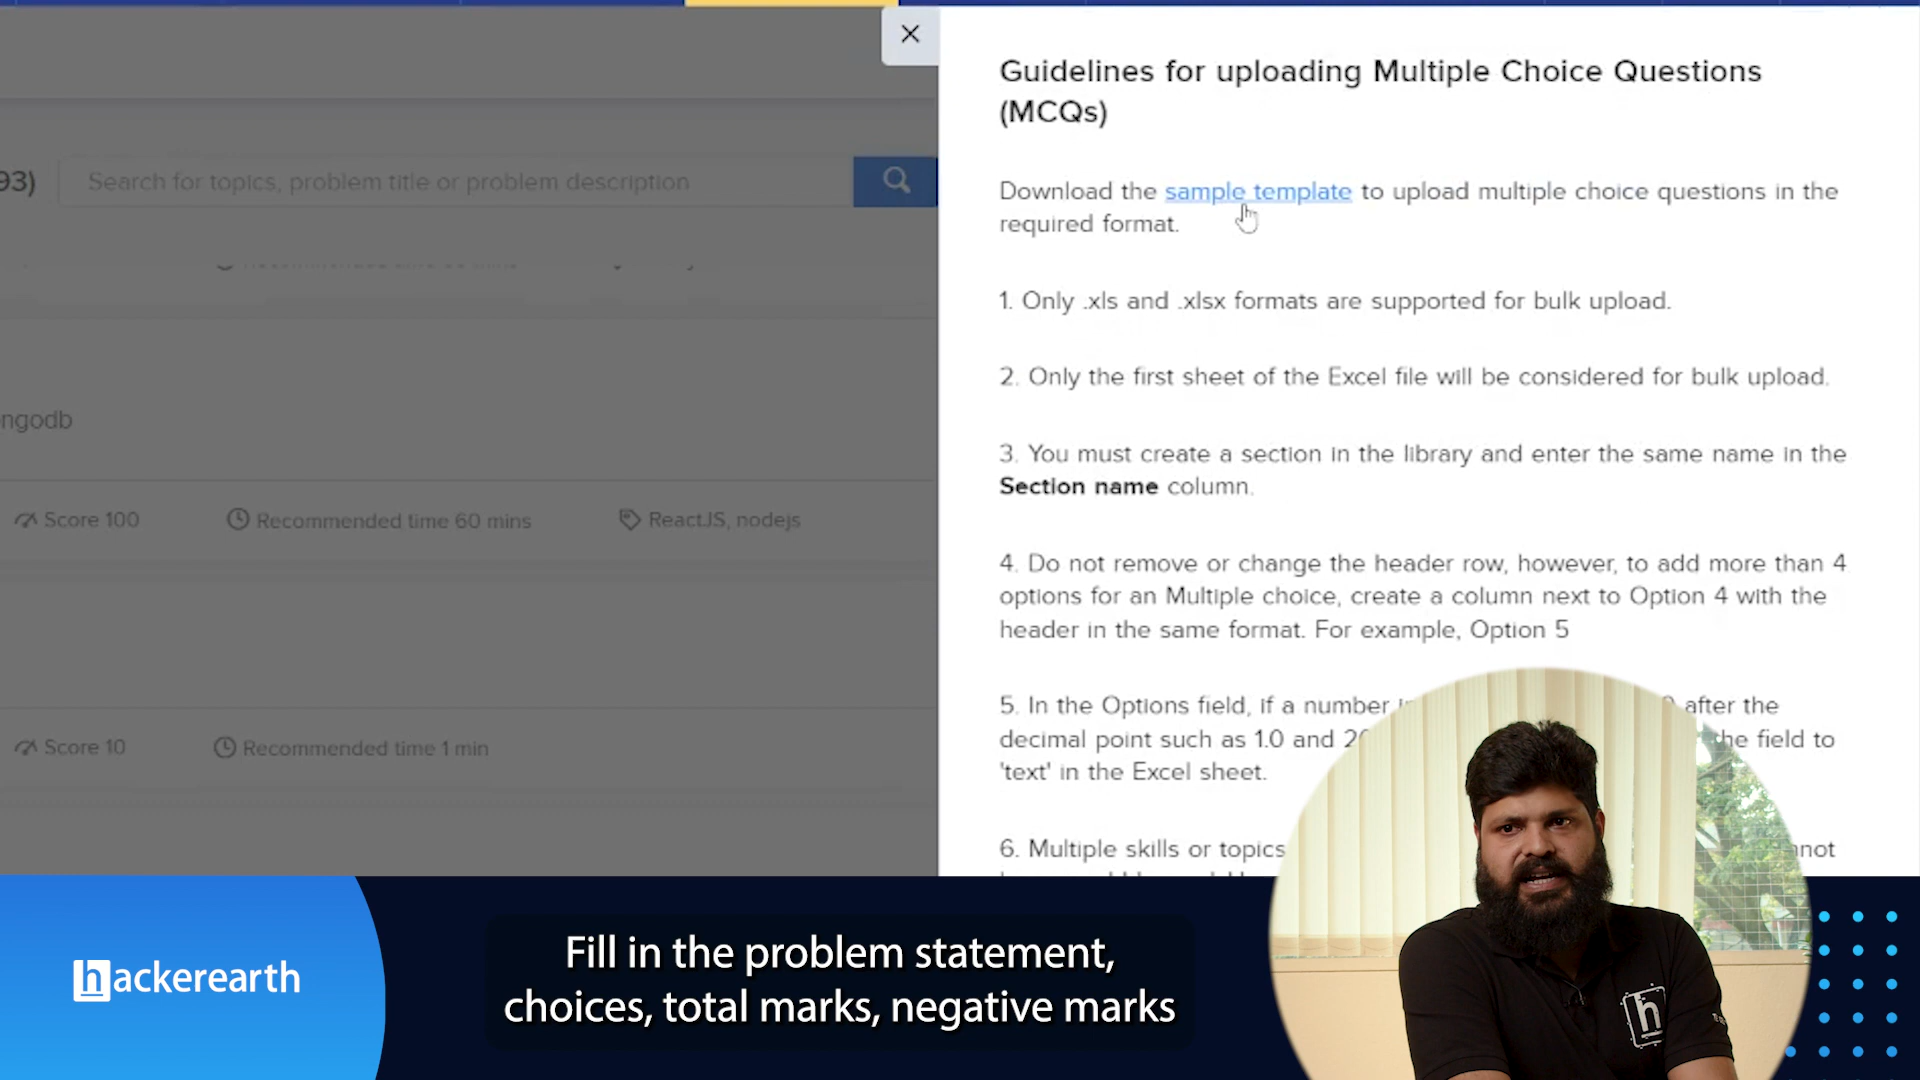 Guidelines for uploading Multiple Choice Questions
(MCQs)
93)
Search for topics, problem title or problem description
Download the sample template to upload multiple choice questions in the
required format.
1. Only .xls and .xlsx formats are supported for bulk upload.
2. Only the first sheet of the Excel file will be considered for bulk upload.
ngodb
3. You must create a section in the library and enter the same name in the
Section name column.
Score 100
Recommended time 60 mins
ReactJS, nodejs
4. Do not remove or change the header row, however, to add more than 4
options for an Multiple choice, create a column next to Option 4 with the
header in the same format. For example, Option 5
5. In the Options field, if a number after the
decimal point such as 1.0 and the field to
'text' in the Excel sheet.
Score 10
Recommended time 1 min
6. Multiple skills or topics
hackerearth
Fill in the problem statement,
choices, total marks, negative marks
h